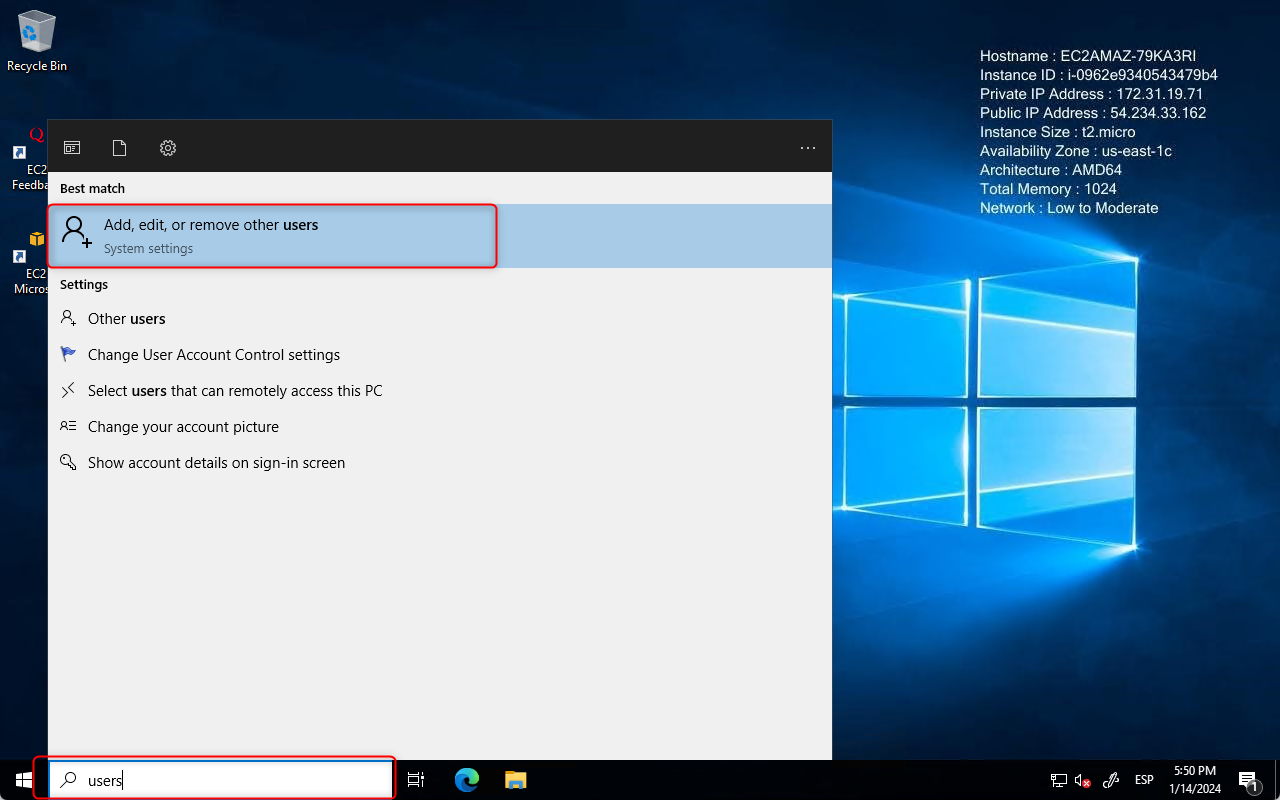 Recycle Bin
Hostname : EC2AMAZ-79KA3RI
Instance ID : i-0962e9340543479b4
Private IP Address : 172.31.19.71
Public IP Address : 54.234.33.162
Instance Size : t2.micro
Availability Zone : us-east-1c
Architecture : AMD64
Total Memory : 1024
Network : Low to Moderate
EC2
Feedba
EC2
Micros
Best match
Add, edit, or remove other users
System settings
Settings
Other users
Change User Account Control settings
Select users that can remotely access this PC
Change your account picture
Show account details on sign-in screen
users
ESP
5:50 PM
1/14/2024
1